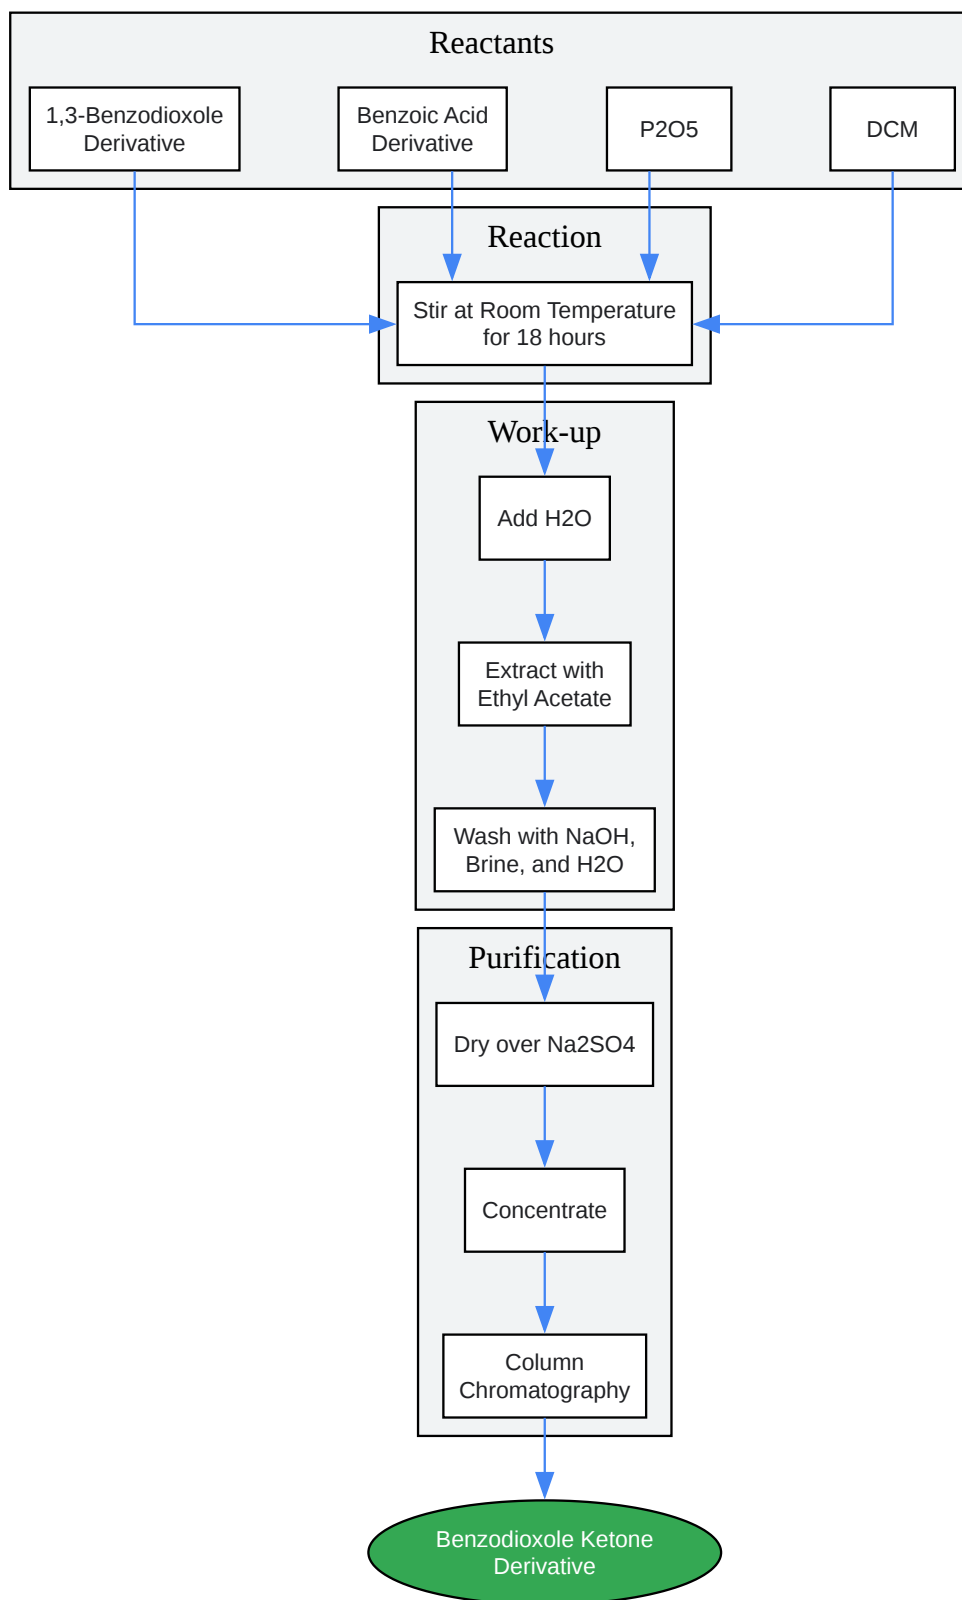 Reactants
1,3-Benzodioxole
Derivative
Benzoic Acid
Derivative
P2O5
DCM
Reaction
Stir at Room Temperature
for 18 hours
Work-up
Add H2O
Extract with
Ethyl Acetate
Wash with NaOH,
Brine, and H2O
Purification
Dry over Na2SO4
Concentrate
Column
Chromatography
Benzodioxole Ketone
Derivative